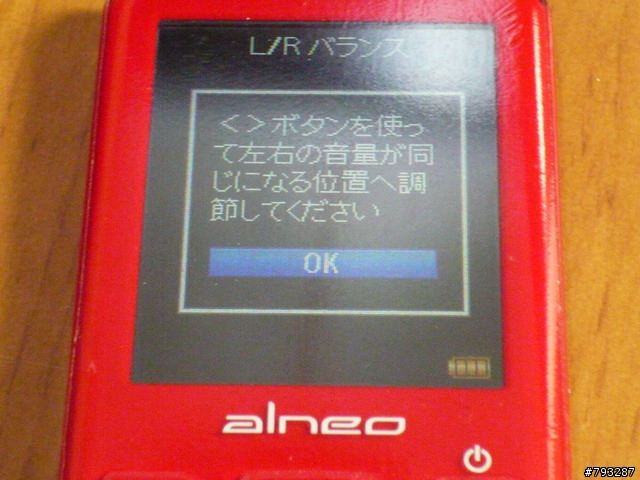 L/R バランス
＜＞ボタンを使っ
て左右の音量が同
じになる位置へ調
節してください
OK
alneo
#793287